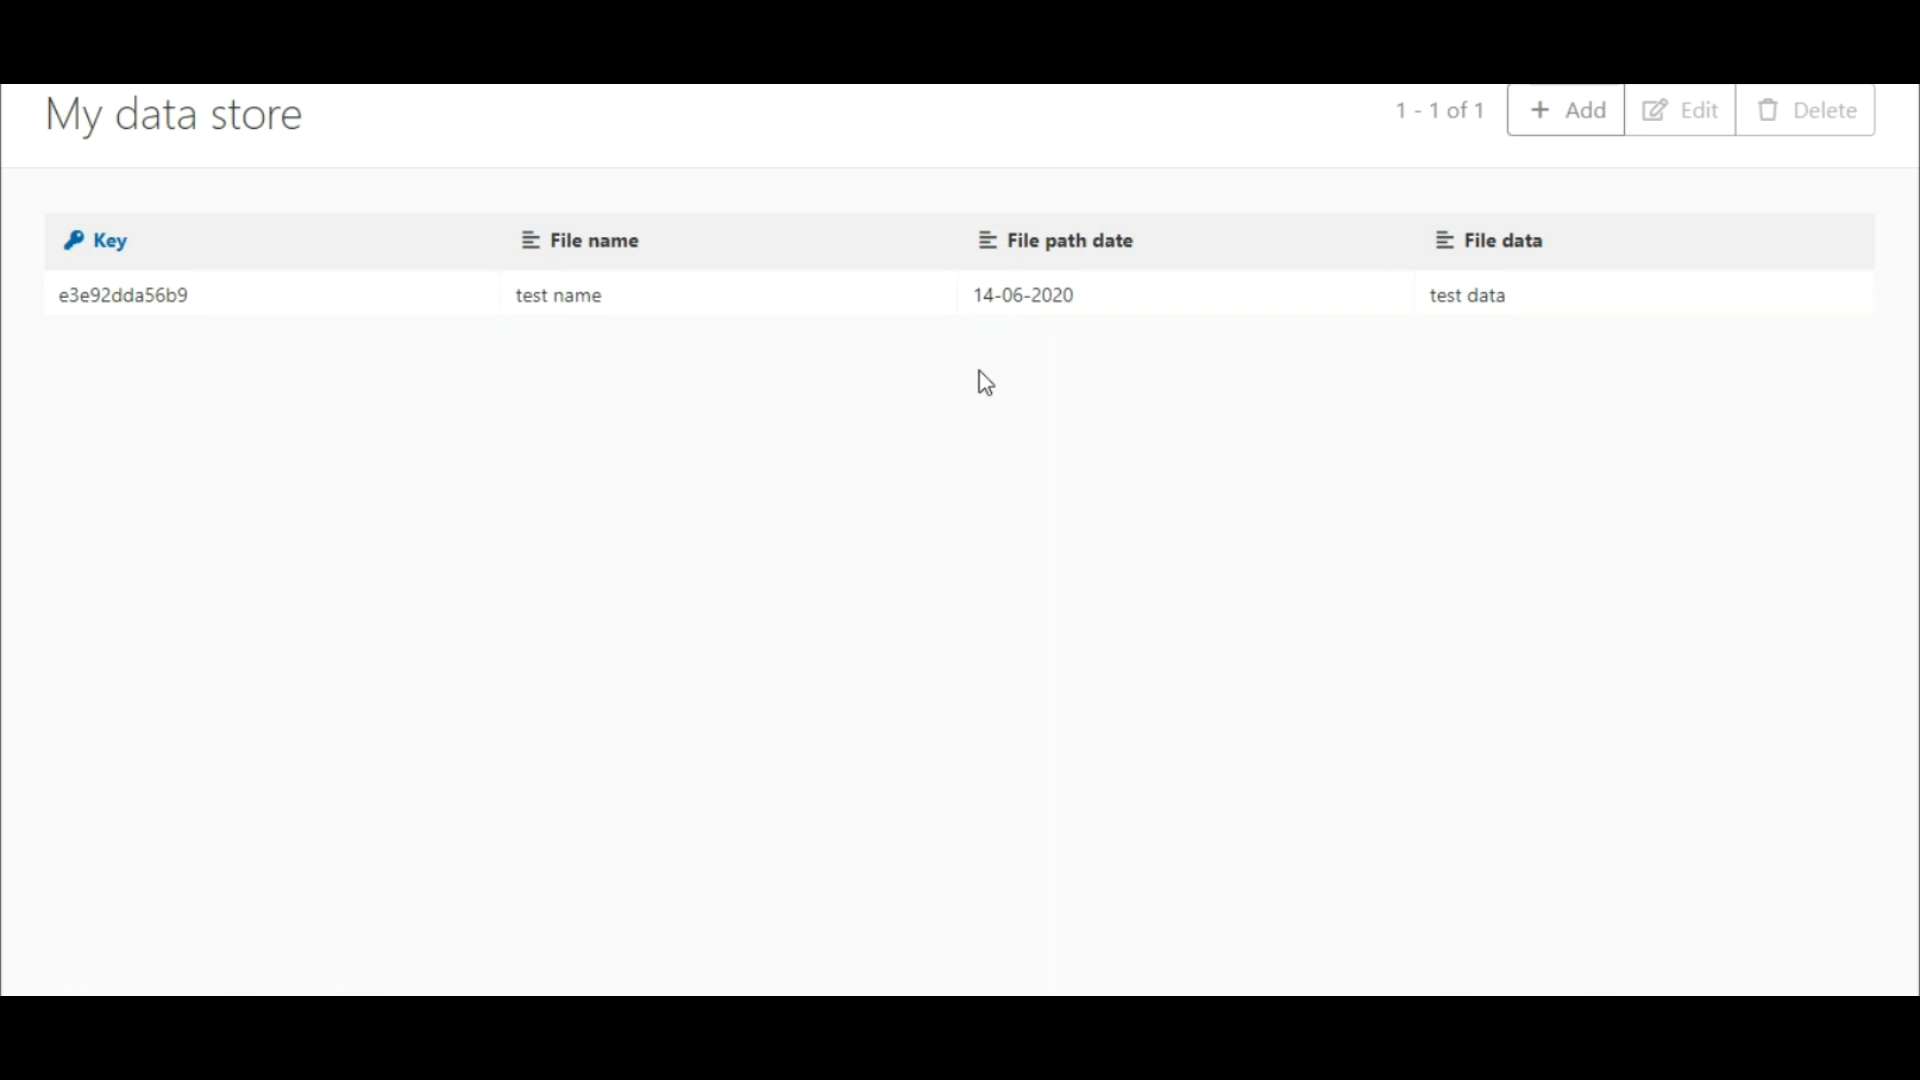 My data store
1 - 1 of 1 + Add Edit Delete
Key File name File path date File data
e3e92dda56b9 test name 14-06-2020 test data